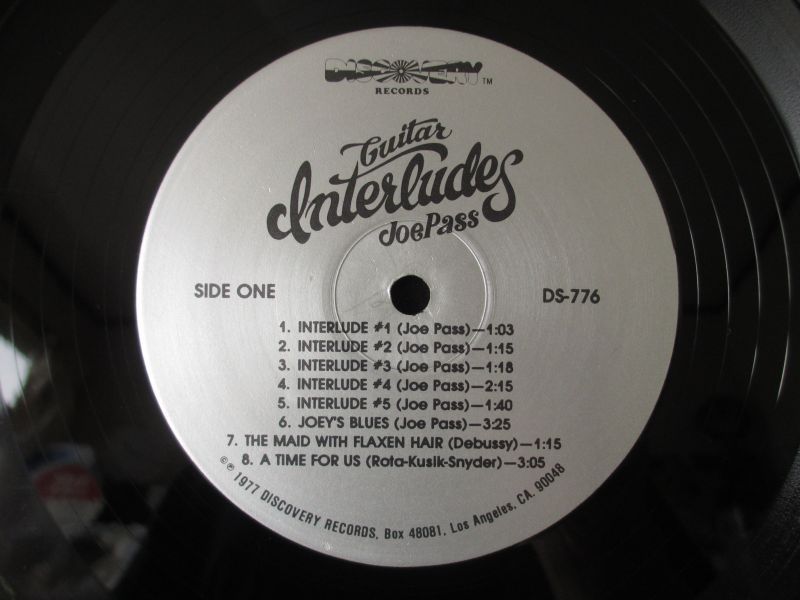 DISCOVERY™
RECORDS
Guitar
Interludes
Joe Pass
SIDE ONE
DS-776
1. INTERLUDE #1 (Joe Pass)—1:03
2. INTERLUDE #2 (Joe Pass)—1:15
3. INTERLUDE #3 (Joe Pass)—1:18
4. INTERLUDE #4 (Joe Pass)—2:15
5. INTERLUDE #5 (Joe Pass)—1:40
6. JOEY'S BLUES (Joe Pass)—3:25
7. THE MAID WITH FLAXEN HAIR (Debussy)—1:15
8. A TIME FOR US (Rota-Kusik-Snyder)—3:05
©℗ 1977 DISCOVERY RECORDS, Box 48081, Los Angeles, CA. 90048